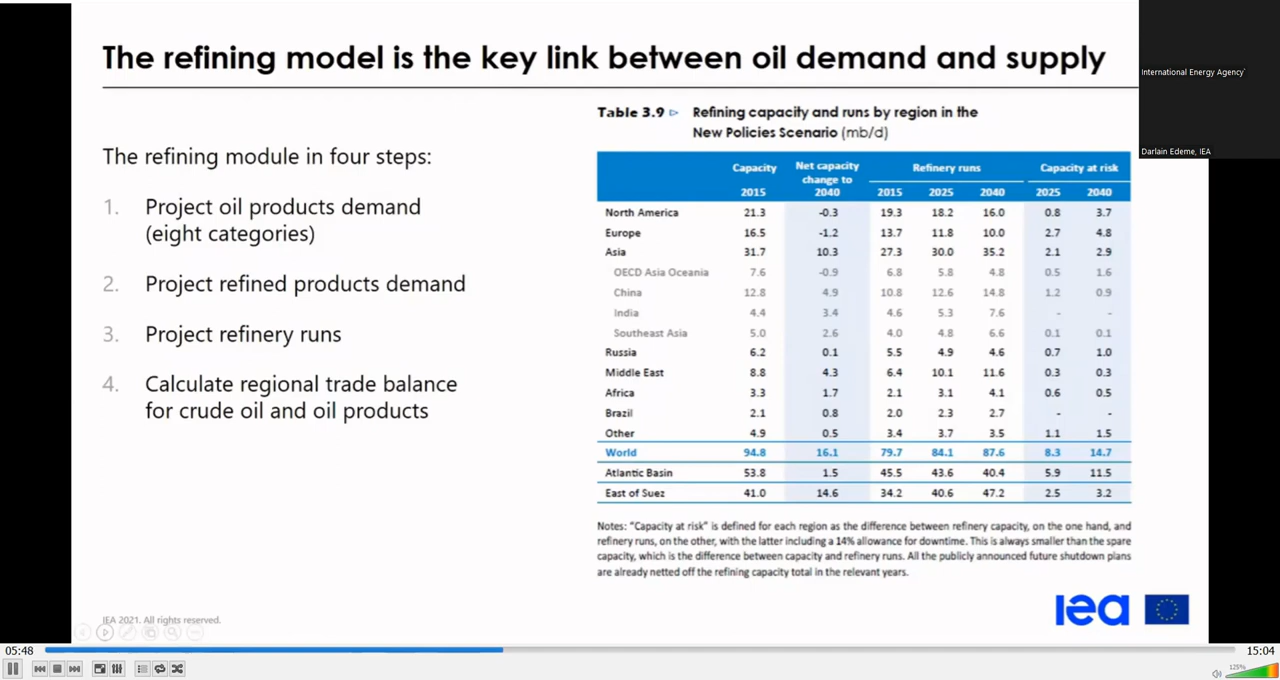 The refining model is the key link between oil demand and supply
International Energy Agency
Darlain Edeme, IEA
The refining module in four steps:
1. Project oil products demand
(eight categories)
2. Project refined products demand
3. Project refinery runs
4. Calculate regional trade balance
for crude oil and oil products
Table 3.9 ▷ Refining capacity and runs by region in the
New Policies Scenario (mb/d)
Capacity Net capacity change to Refinery runs Capacity at risk
2015 2040 2015 2025 2040 2025 2040
North America 21.3 -0.3 19.3 18.2 16.0 0.8 3.7
Europe 16.5 -1.2 13.7 11.8 10.0 2.7 4.8
Asia 31.7 10.3 27.3 30.0 35.2 2.1 2.9
OECD Asia Oceania 7.6 -0.9 6.8 5.8 4.8 0.5 1.6
China 12.8 4.9 10.8 12.6 14.8 1.2 0.9
India 4.4 3.4 4.6 5.3 7.6 - -
Southeast Asia 5.0 2.6 4.0 4.8 6.6 0.1 0.1
Russia 6.2 0.1 5.5 4.9 4.6 0.7 1.0
Middle East 8.8 4.3 6.4 10.1 11.6 0.3 0.3
Africa 3.3 1.7 2.1 3.1 4.1 0.6 0.5
Brazil 2.1 0.8 2.0 2.3 2.7 - -
Other 4.9 0.5 3.4 3.7 3.5 1.1 1.5
World 94.8 16.1 79.7 84.1 87.6 8.3 14.7
Atlantic Basin 53.8 1.5 45.5 43.6 40.4 5.9 11.5
East of Suez 41.0 14.6 34.2 40.6 47.2 2.5 3.2
Notes: "Capacity at risk" is defined for each region as the difference between refinery capacity, on the one hand, and
refinery runs, on the other, with the latter including a 14% allowance for downtime. This is always smaller than the spare
capacity, which is the difference between capacity and refinery runs. All the publicly announced future shutdown plans
are already netted off the refining capacity total in the relevant years.
IEA 2021. All rights reserved.
iea
05:48
15:04
125%